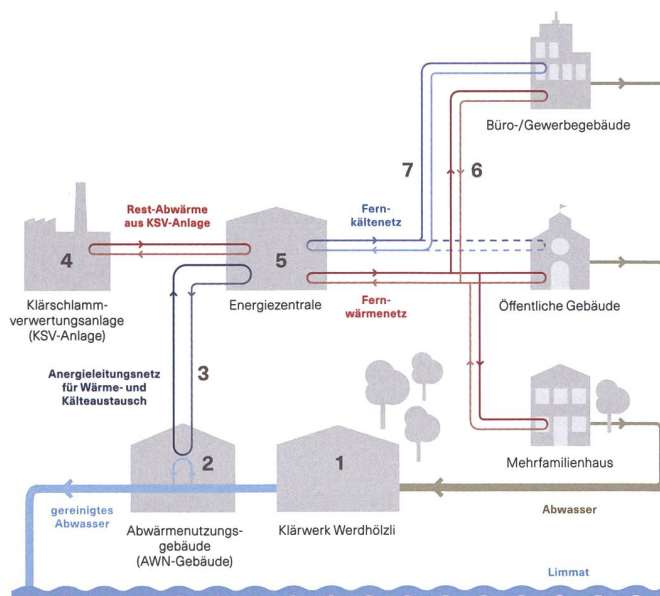 Büro-/Gewerbegebäude
7
6
Rest-Abwärme
aus KSV-Anlage
Fern-
kältenetz
4
5
Klärschlamm-
verwertungsanlage
(KSV-Anlage)
Energiezentrale
Fern-
wärmenetz
Öffentliche Gebäude
Anergieleitungsnetz
für Wärme- und
Kälteaustausch
3
2
1
Mehrfamilienhaus
gereinigtes
Abwasser
Abwärmenutzungs-
gebäude
(AWN-Gebäude)
Klärwerk Werdhölzli
Abwasser
Limmat